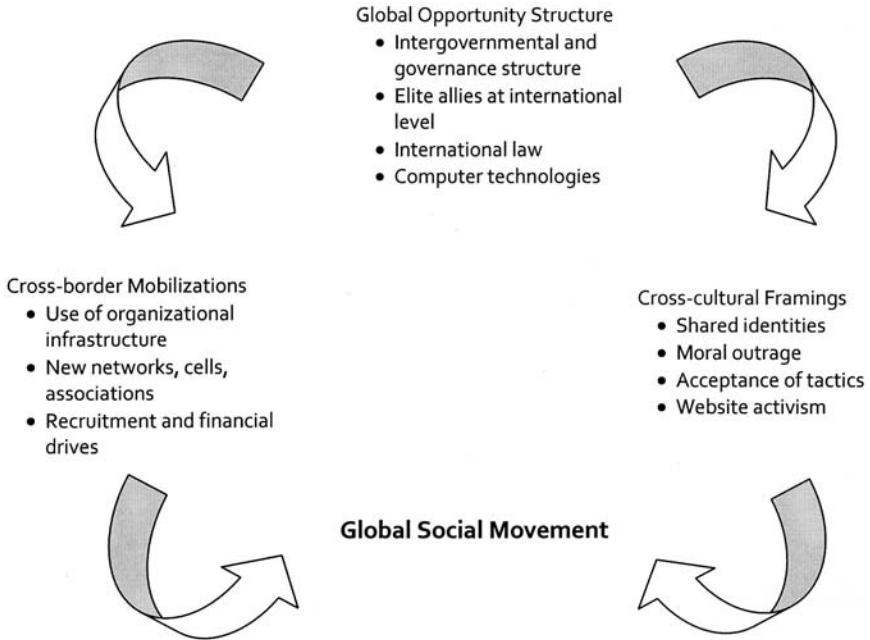 Global Opportunity Structure
• Intergovernmental and
governance structure
• Elite allies at international
level
• International law
• Computer technologies
Cross-border Mobilizations
• Use of organizational
infrastructure
• New networks, cells,
associations
• Recruitment and financial
drives
Cross-cultural Framings
• Shared identities
• Moral outrage
• Acceptance of tactics
• Website activism
Global Social Movement